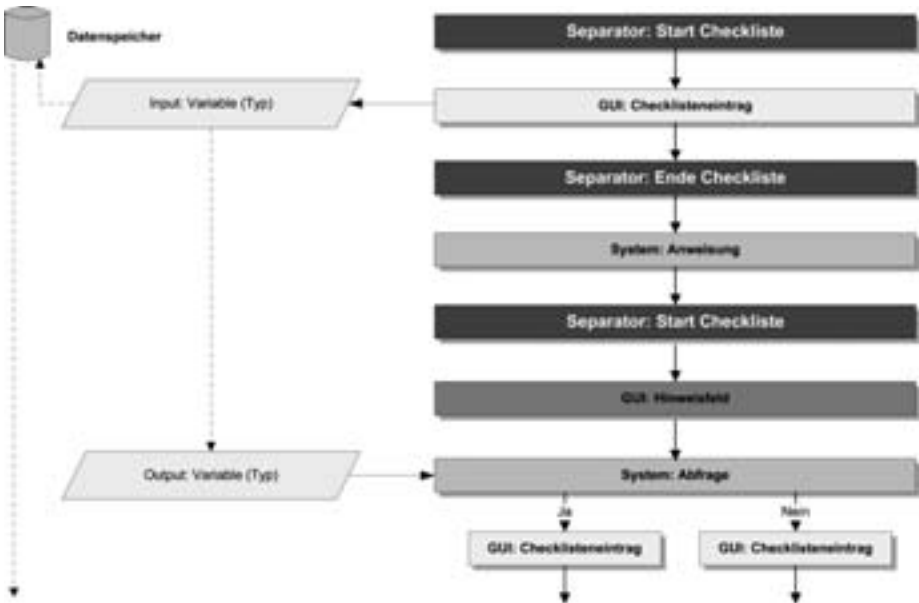 Datenspeicher
Separator: Start Checkliste
Input: Variable (Typ)
GUI: Checklisteneintrag
Separator: Ende Checkliste
System: Anweisung
Separator: Start Checkliste
GUI: Hinweisfeld
Output: Variable (Typ)
System: Abfrage
Ja
Nein
GUI: Checklisteneintrag
GUI: Checklisteneintrag